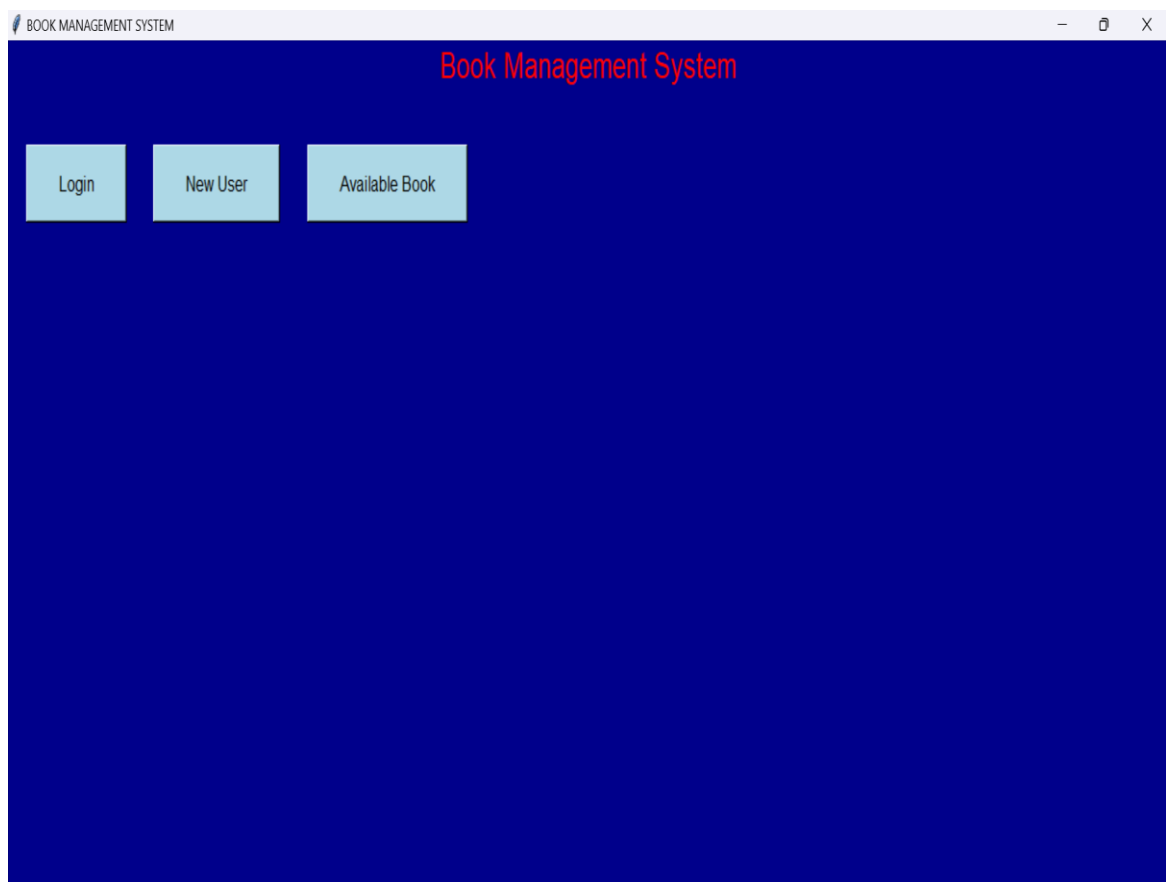 BOOK MANAGEMENT SYSTEM
Book Management System
Login New User Available Book